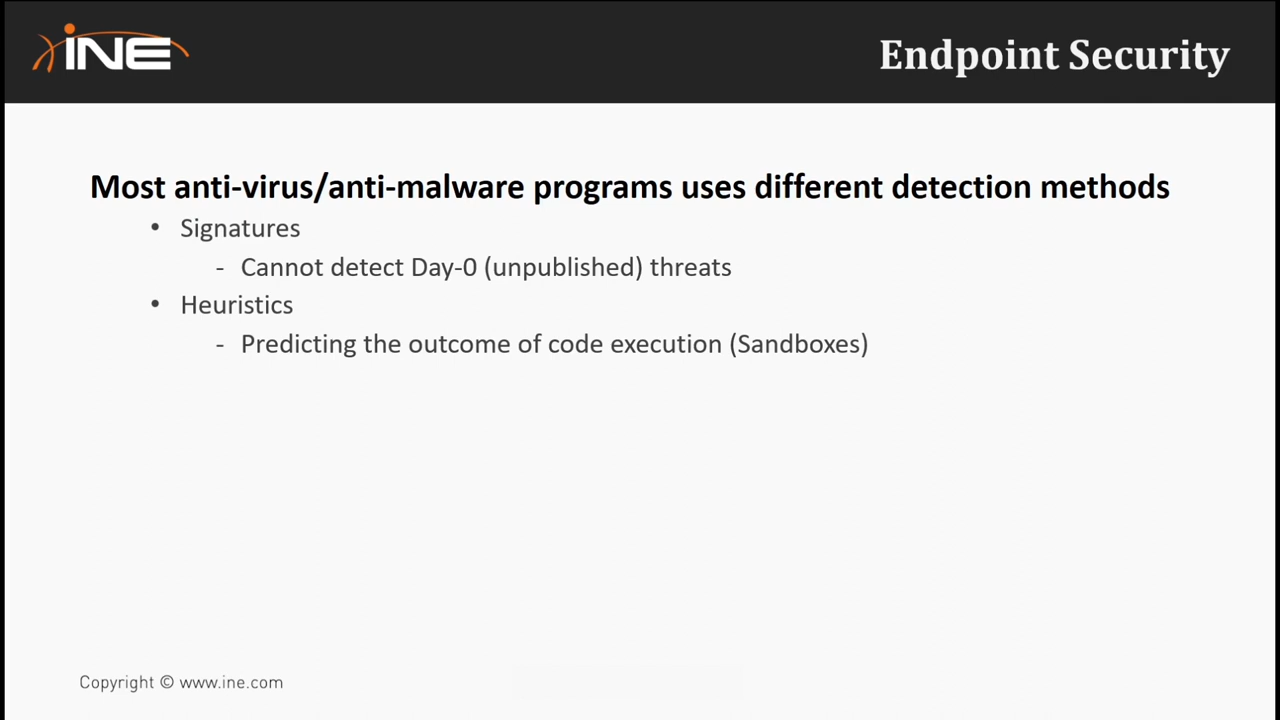 iNE
Endpoint Security
Most anti-virus/anti-malware programs uses different detection methods
• Signatures
- Cannot detect Day-0 (unpublished) threats
• Heuristics
- Predicting the outcome of code execution (Sandboxes)
Copyright © www.ine.com